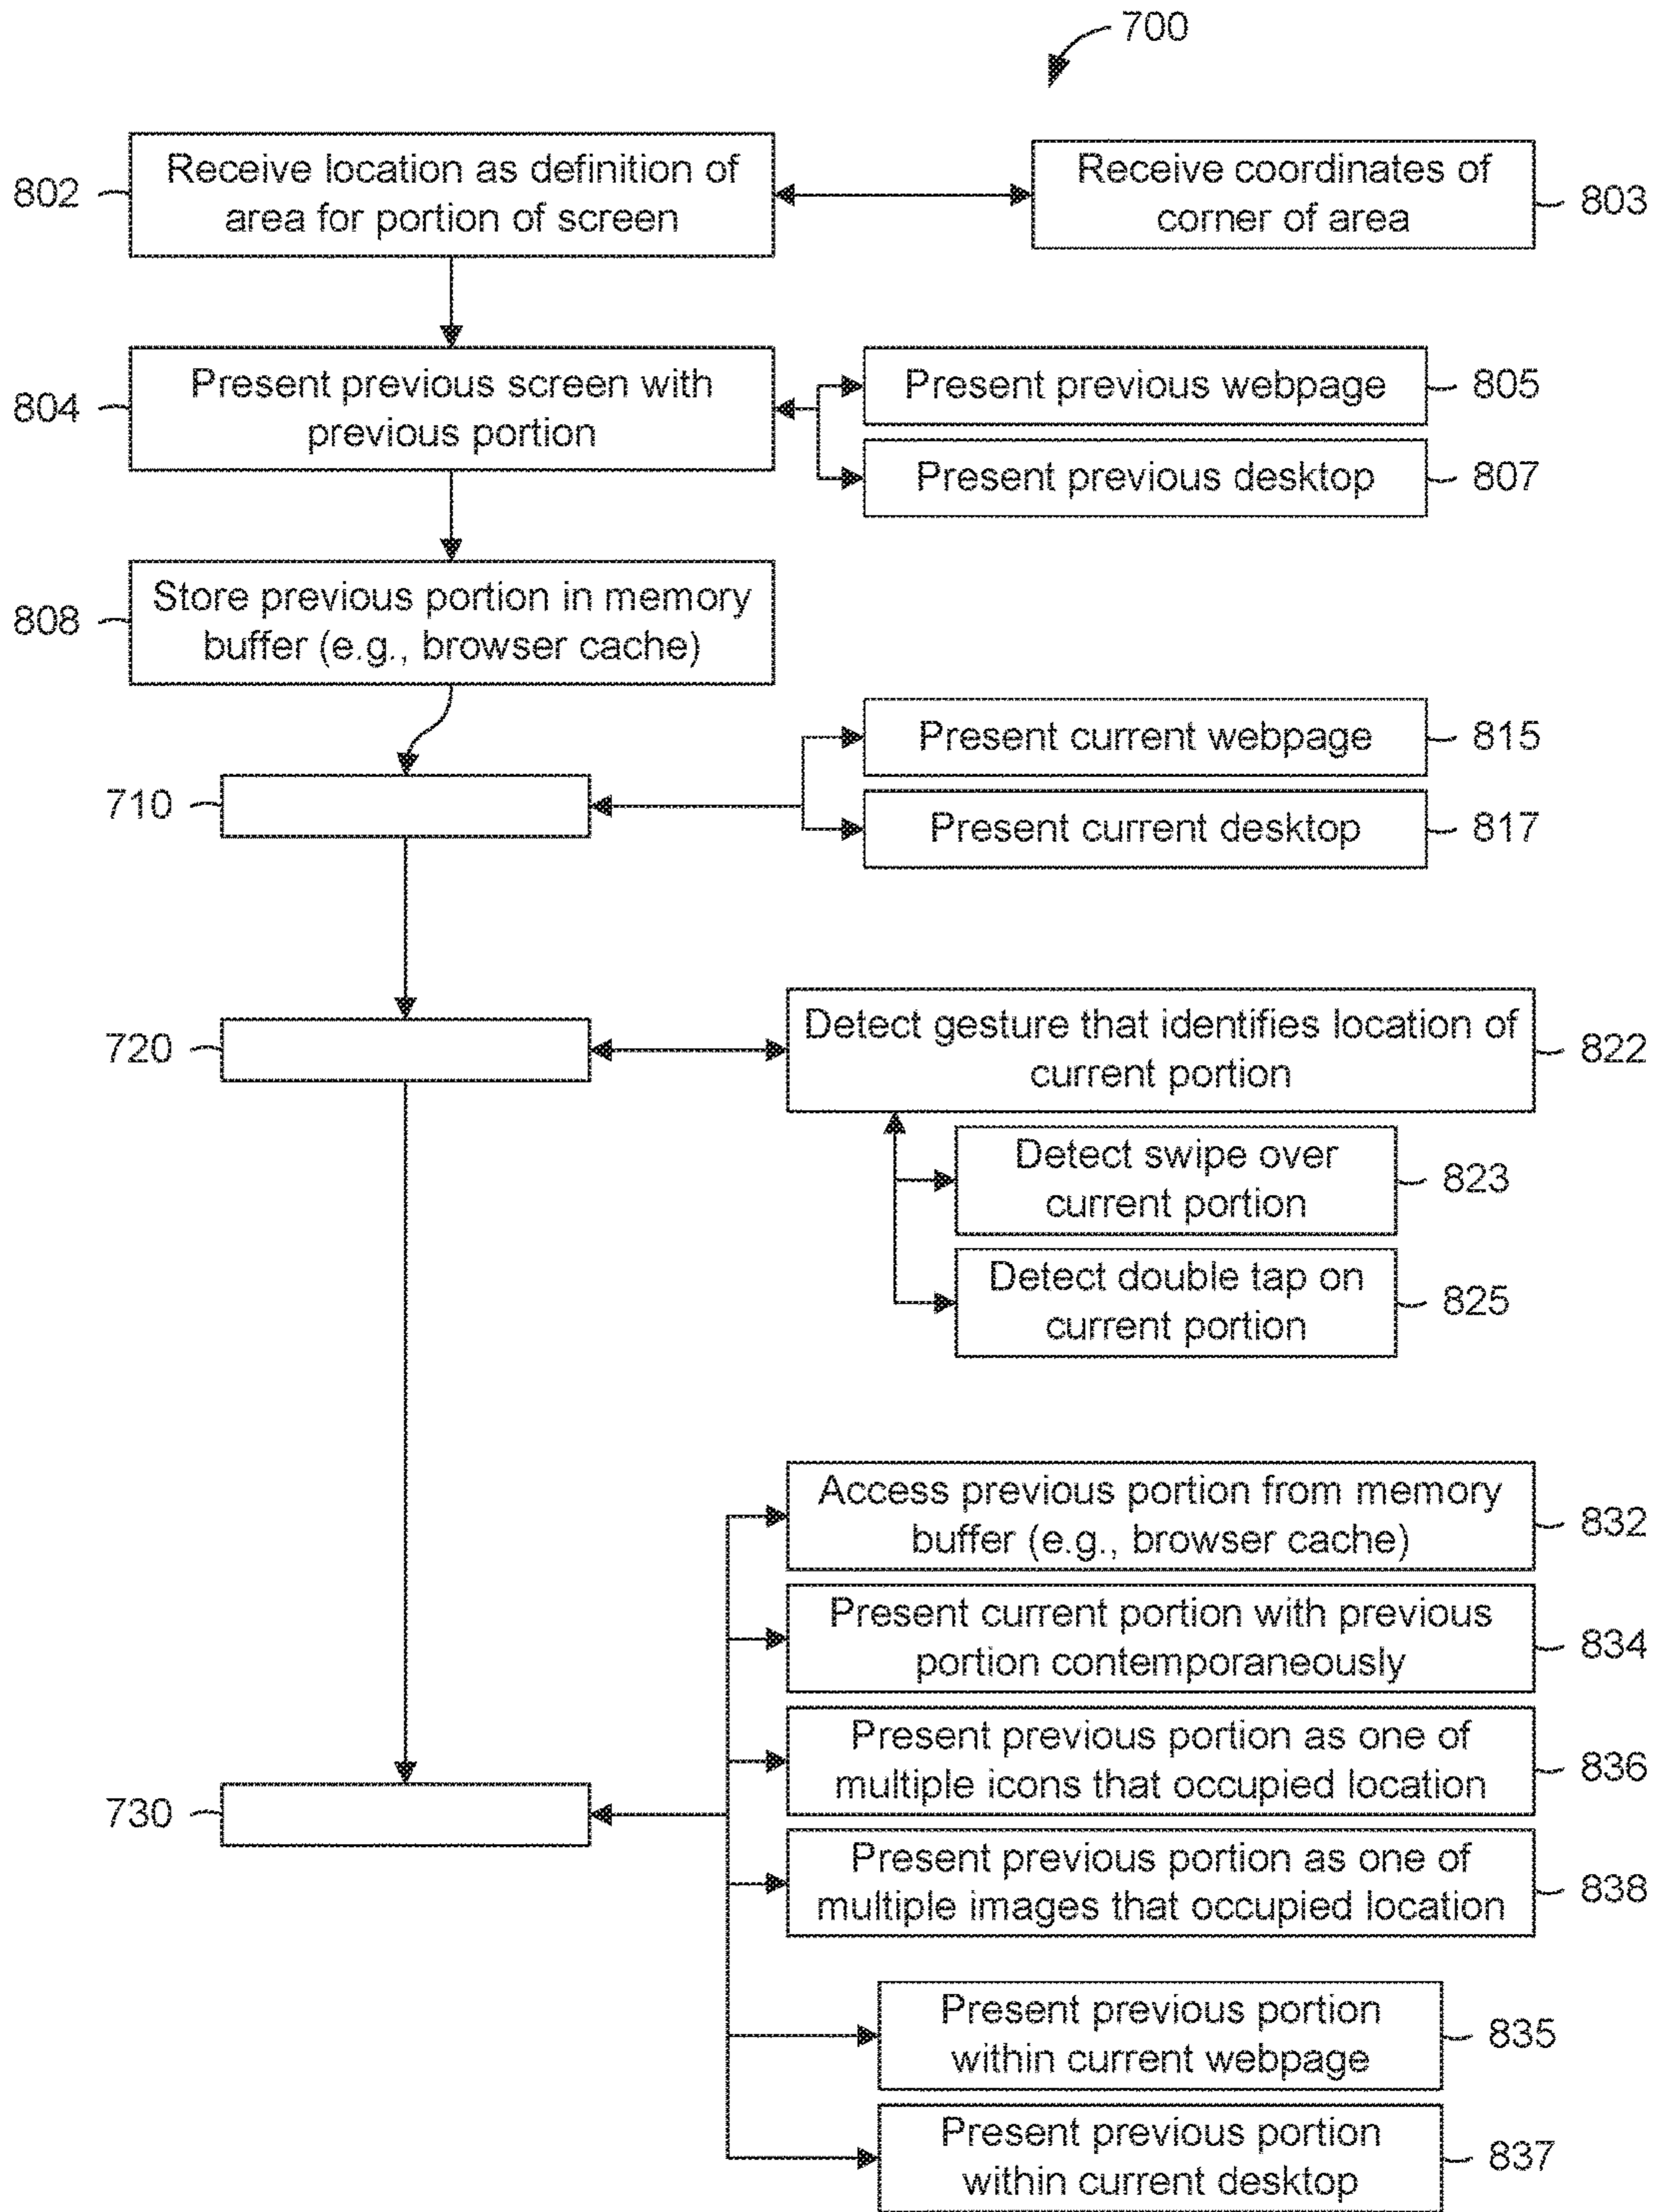 700
802
Receive location as definition of
area for portion of screen
Receive coordinates of
corner of area
803
804
Present previous screen with
previous portion
Present previous webpage
805
Present previous desktop
807
808
Store previous portion in memory
buffer (e.g., browser cache)
Present current webpage
815
710
Present current desktop
817
720
Detect gesture that identifies location of
current portion
822
Detect swipe over
current portion
823
Detect double tap on
current portion
825
Access previous portion from memory
buffer (e.g., browser cache)
832
Present current portion with previous
portion contemporaneously
834
Present previous portion as one of
multiple icons that occupied location
836
730
Present previous portion as one of
multiple images that occupied location
838
Present previous portion
within current webpage
835
Present previous portion
within current desktop
837